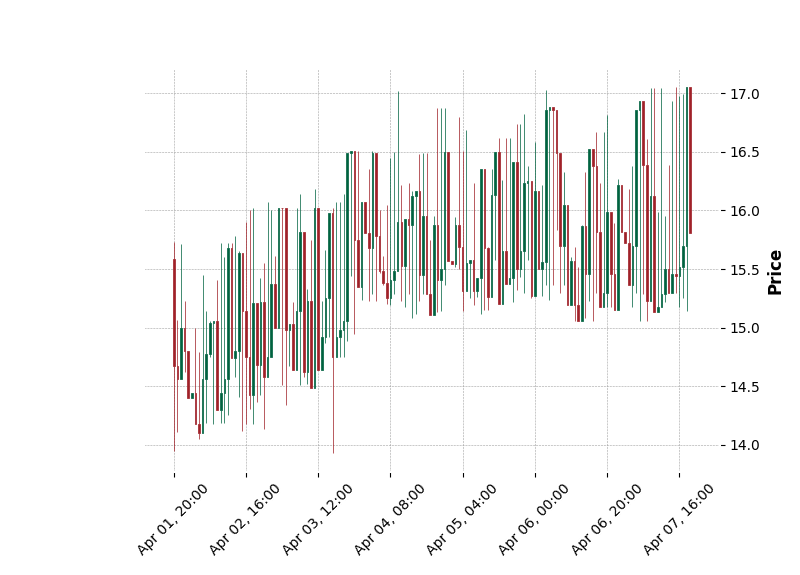 17.0
16.5
16.0
15.5
15.0
14.5
14.0
Price
Apr 01, 20:00
Apr 02, 16:00
Apr 03, 12:00
Apr 04, 08:00
Apr 05, 04:00
Apr 06, 00:00
Apr 06, 20:00
Apr 07, 16:00